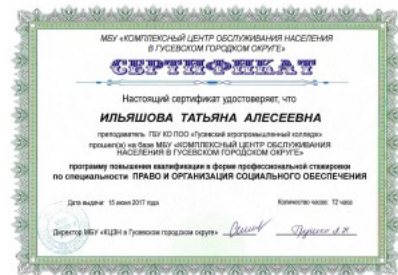 МБУ «КОМПЛЕКСНЫЙ ЦЕНТР ОБСЛУЖИВАНИЯ НАСЕЛЕНИЯ
В ГУСЕВСКОМ ГОРОДКОМ ОКРУГЕ»
СЕРТИФИКАТ
Настоящий сертификат удостоверяет, что
ИЛЬЯШОВА ТАТЬЯНА АЛЕСЕЕВНА
преподаватель ГБУ КО ПОО «Гусевский агропромышленный колледж»
прошел(а) на базе МБУ «КОМПЛЕКСНЫЙ ЦЕНТР ОБСЛУЖИВАНИЯ
НАСЕЛЕНИЯ В ГУСЕВСКОМ ГОРОДСКОМ ОКРУГЕ»
программу повышения квалификации в форме профессиональной стажировки
по специальности ПРАВО И ОРГАНИЗАЦИЯ СОЦИАЛЬНОГО ОБЕСПЕЧЕНИЯ
Дата выдачи: 15 июня 2017 года Количество часов: 72 часа
Директор МБУ «КЦЗН в Гусевском городском округе»